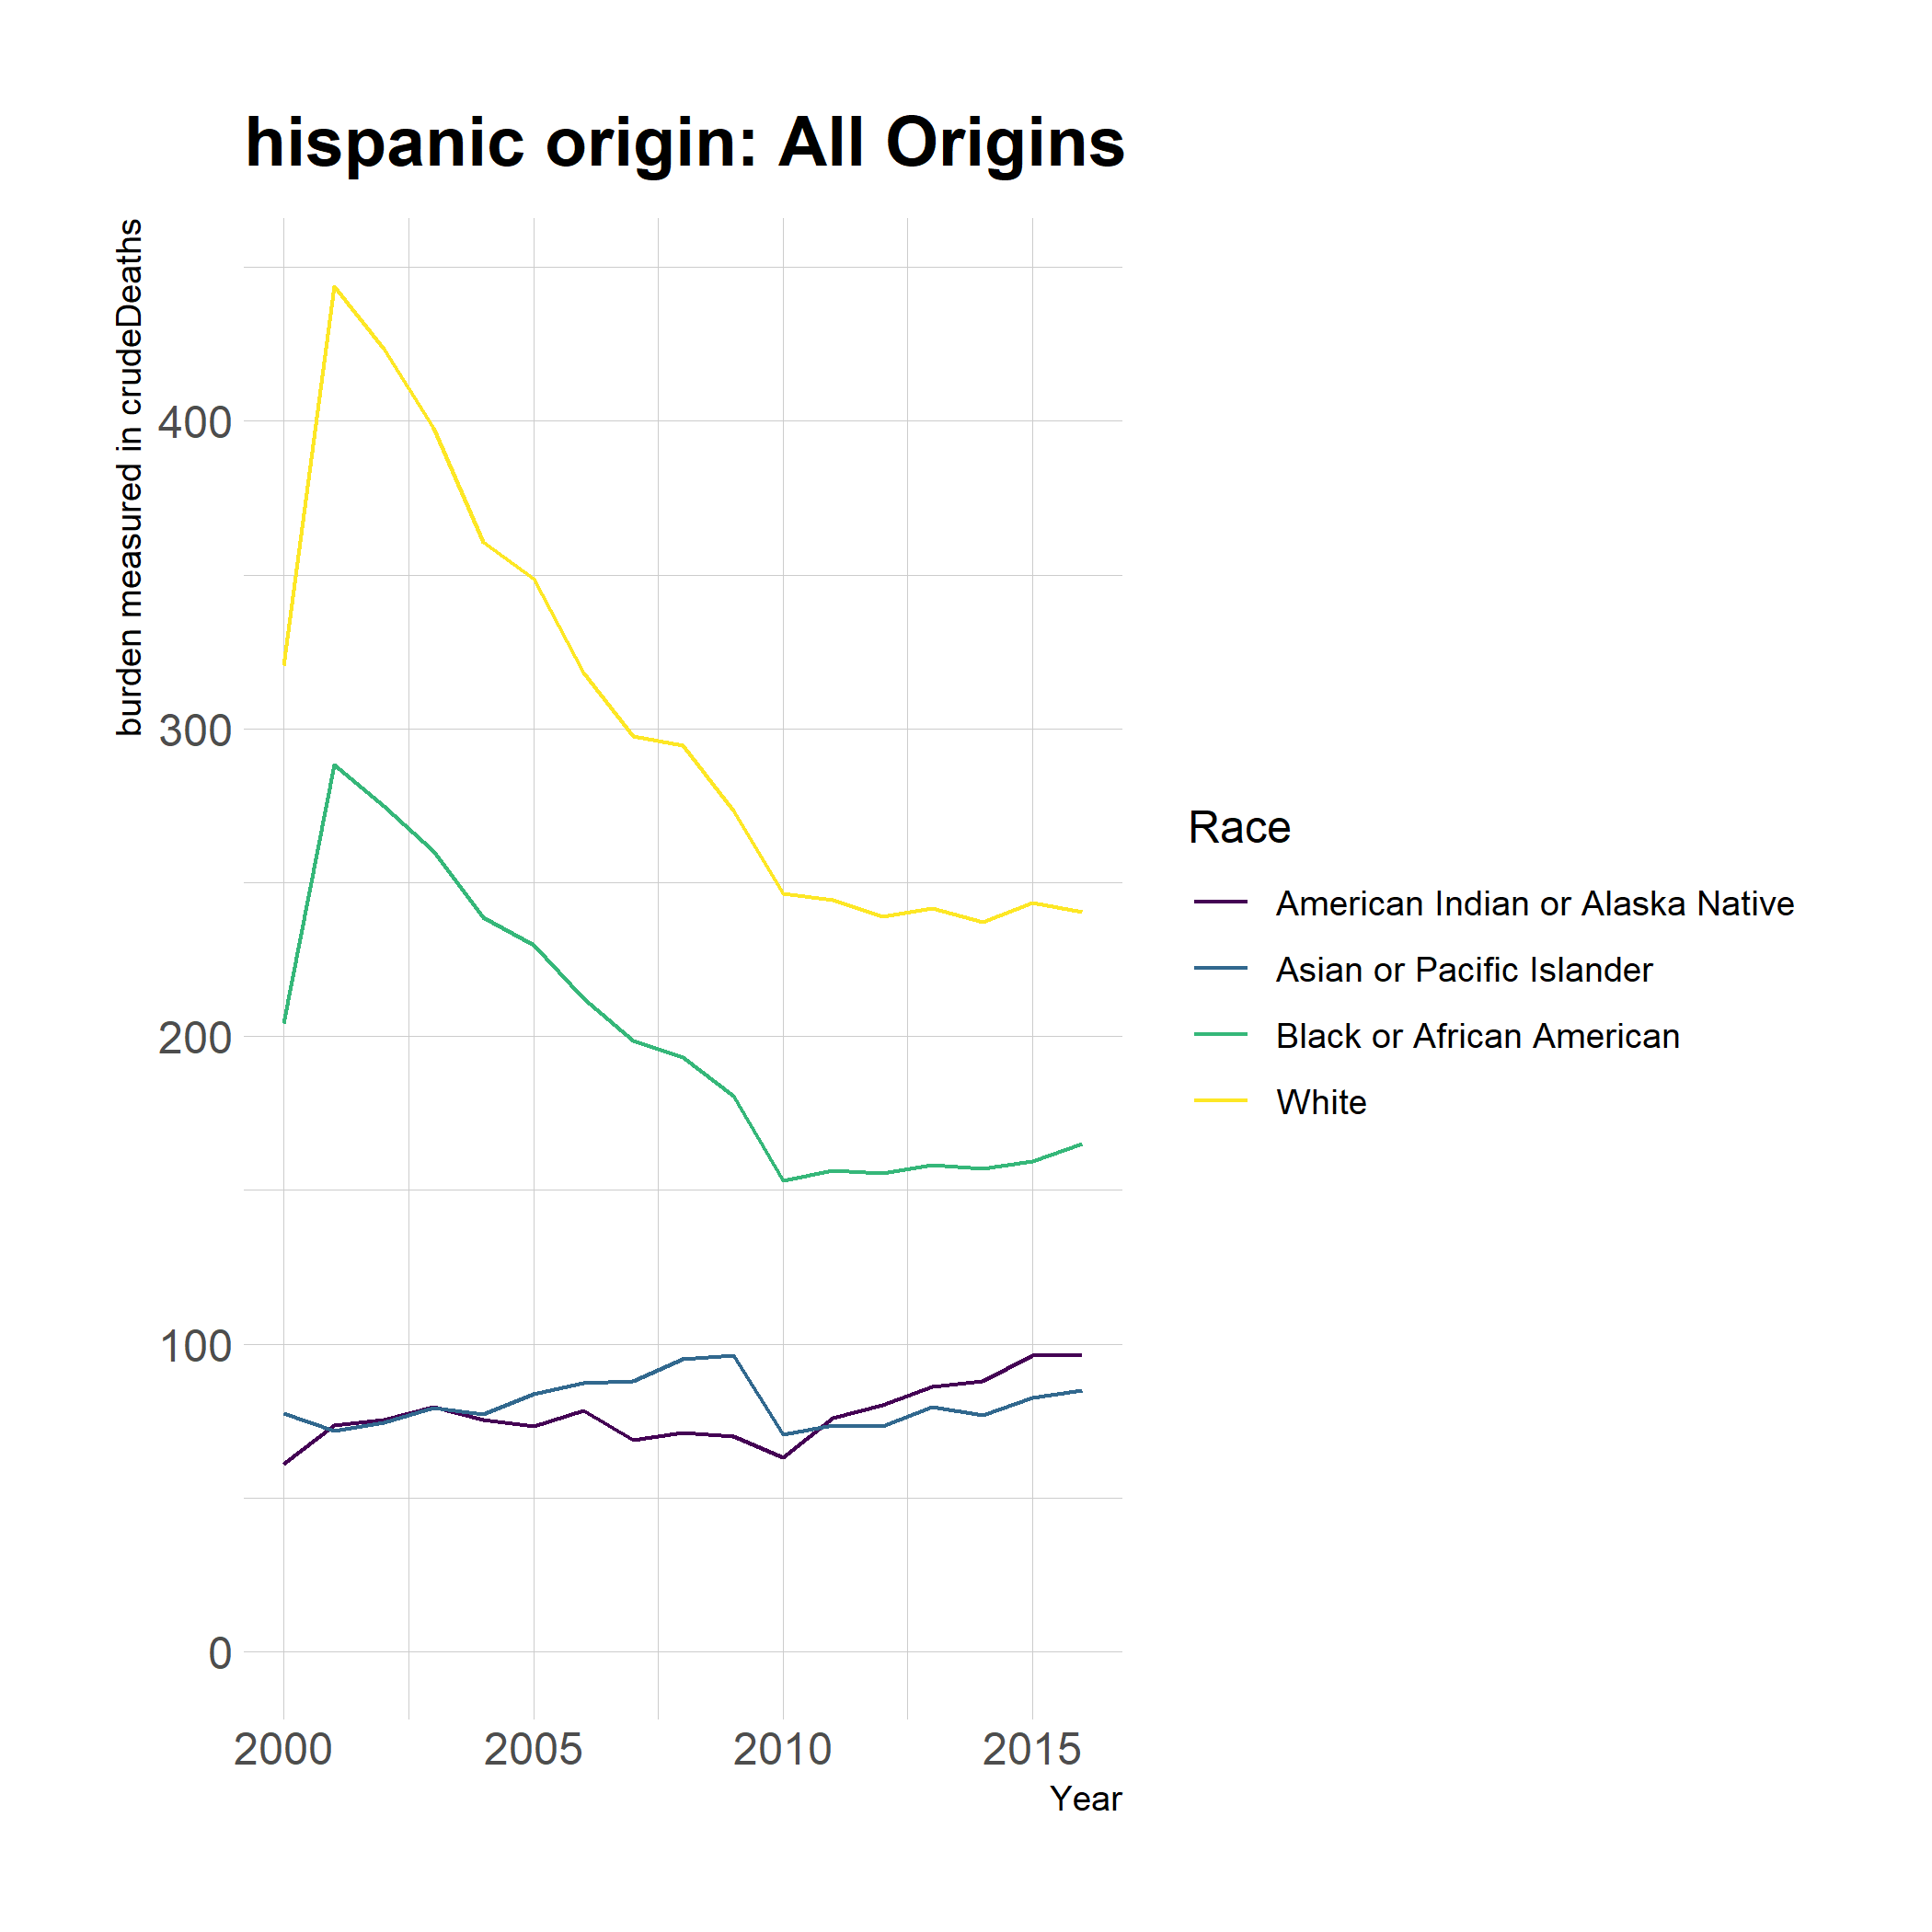 hispanic origin: All Origins
burden measured in crudeDeaths
400
300
200
100
0
2000 2005 2010 2015
Year
Race
American Indian or Alaska Native
Asian or Pacific Islander
Black or African American
White